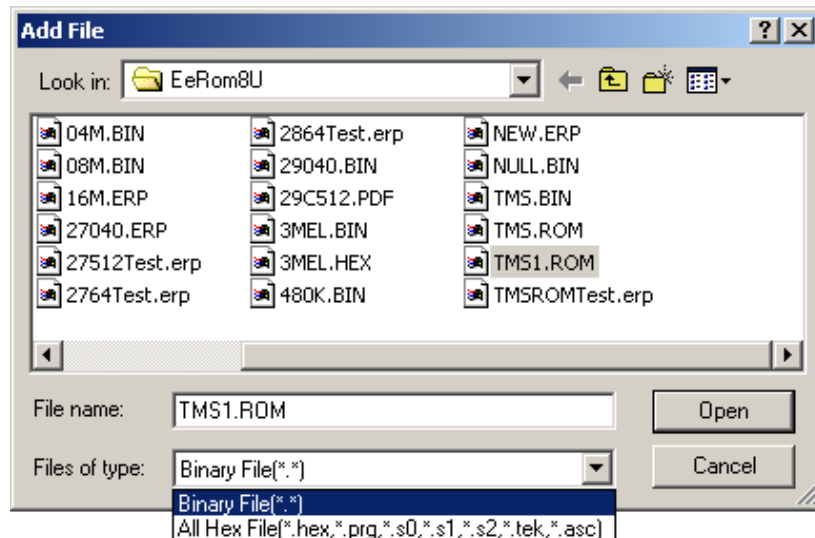 Add File
Look in: EeRom8U
04M.BIN 2864Test.erp NEW.ERP
08M.BIN 29040.BIN NULL.BIN
16M.ERP 29C512.PDF TMS.BIN
27040.ERP 3MEL.BIN TMS.ROM
27512Test.erp 3MEL.HEX TMS1.ROM
2764Test.erp 480K.BIN TMSROMTest.erp
File name: TMS1.ROM Open
Files of type: Binary File(*.*) Cancel
Binary File(*.*)
All Hex File(*.hex,*.prg,*.s0,*.s1,*.s2,*.tek,*.asc)